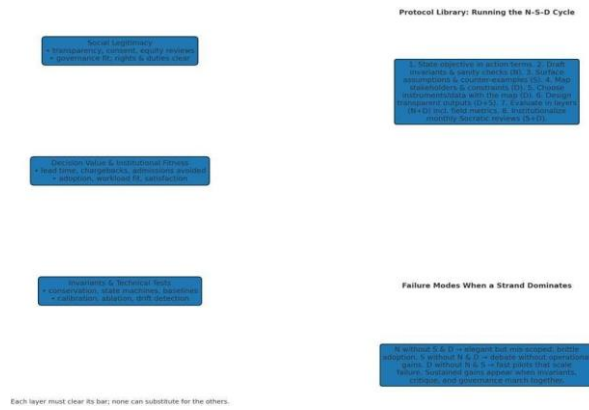 Social Legitimacy
• transparency, consent, equity reviews
• governance fit; rights & duties clear
Decision Value & Institutional Fitness
• lead time, chargebacks, admissions avoided
• adoption, workload fit, satisfaction
Invariants & Technical Tests
• conservation, state machines, baselines
• calibration, ablation, drift detection
Each layer must clear its bar; none can substitute for the others.
Protocol Library: Running the N–S–D Cycle
1. State objective in action terms. 2. Draft
invariants & sanity checks (N). 3. Surface
assumptions & counter-examples (S). 4. Map
stakeholders & constraints (D). 5. Choose
instruments/data with the map (D). 6. Design
transparent outputs (D+S). 7. Evaluate in layers
(N+D) incl. field metrics. 8. Institutionalize
monthly Socratic reviews (S+D).
Failure Modes When a Strand Dominates
N without S & D → elegant but mis-scoped, brittle
adoption. S without N & D → debate without operational
gains. D without N & S → fast pilots that scale
failure. Sustained gains appear when invariants,
critique, and governance march together.